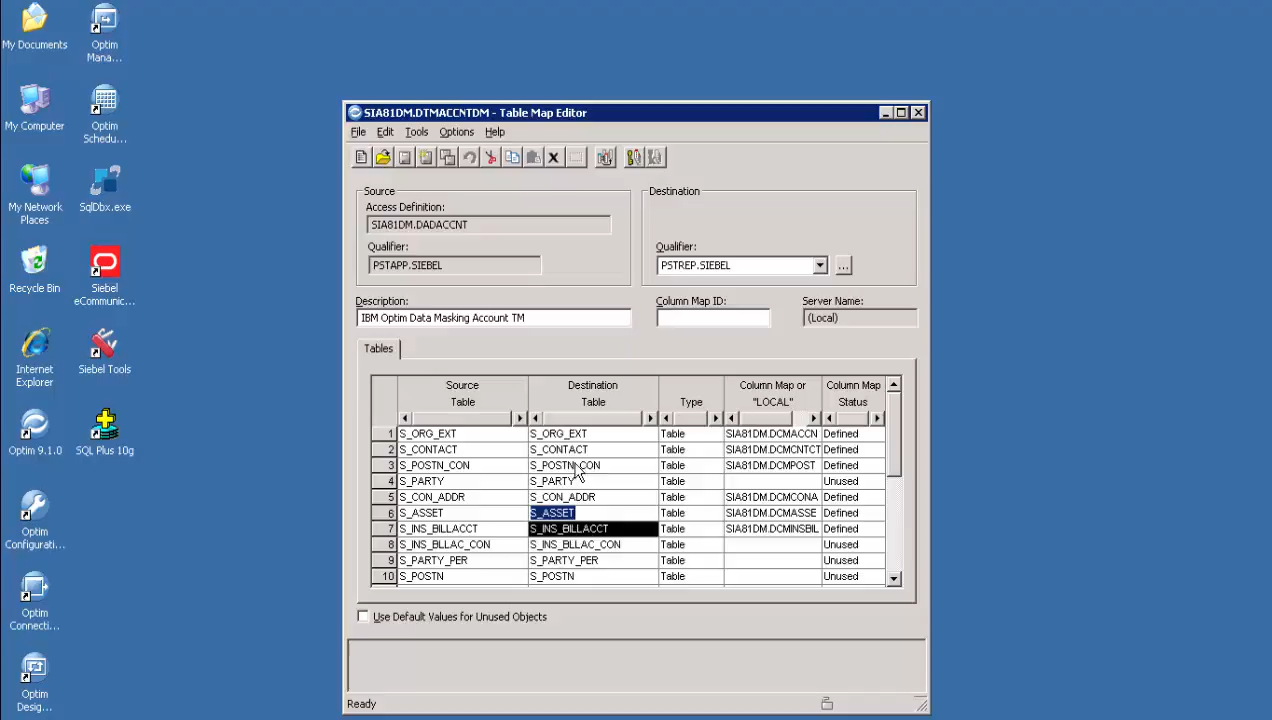 My Documents
Optim
Mana...
My Computer
Optim
Schedu...
My Network
Places
SqlDbx.exe
Recycle Bin
Siebel
eCommunic...
Internet
Explorer
Siebel Tools
Optim 9.1.0
SQL Plus 10g
Optim
Configurati...
Optim
Connecti...
Optim
Desig...
SIA81DM.DTMACCNTDM - Table Map Editor
File Edit Tools Options Help
Source
Destination
Access Definition:
SIA81DM.DADACCNT
Qualifier:
Qualifier:
PSTAPP.SIEBEL
PSTREP.SIEBEL
...
Description:
Column Map ID:
Server Name:
IBM Optim Data Masking Account TM
(Local)
Tables
Source Table
Destination Table
Type
Column Map or "LOCAL"
Column Map Status
1 S_ORG_EXT S_ORG_EXT Table SIA81DM.DCMACCN Defined
2 S_CONTACT S_CONTACT Table SIA81DM.DCMCNTCT Defined
3 S_POSTN_CON S_POSTN_CON Table SIA81DM.DCMPOST Defined
4 S_PARTY S_PARTY Table Unused
5 S_CON_ADDR S_CON_ADDR Table SIA81DM.DCMCONA Defined
6 S_ASSET S_ASSET Table SIA81DM.DCMASSE Defined
7 S_INS_BILLACCT S_INS_BILLACCT Table SIA81DM.DCMINSBIL Defined
8 S_INS_BLLAC_CON S_INS_BLLAC_CON Table Unused
9 S_PARTY_PER S_PARTY_PER Table Unused
10 S_POSTN S_POSTN Table Unused
Use Default Values for Unused Objects
Ready